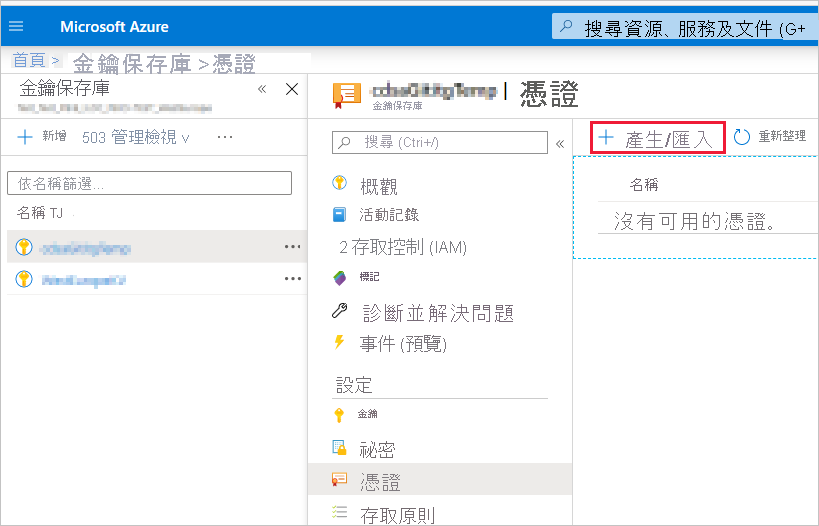 Microsoft Azure
搜尋資源、服務及文件 (G+
首頁 > 金鑰保存庫 >憑證
金鑰保存庫
« ×
| 憑證
金鑰保存庫
+ 新增 503 管理檢視 ∨ ...
搜尋 (Ctrl+/) «
+ 產生/匯入 重新整理
依名稱篩選...
名稱 TJ
...
...
概觀
活動記錄
2 存取控制 (IAM)
標記
診斷並解決問題
事件 (預覽)
設定
金鑰
祕密
憑證
存取原則
名稱
沒有可用的憑證。